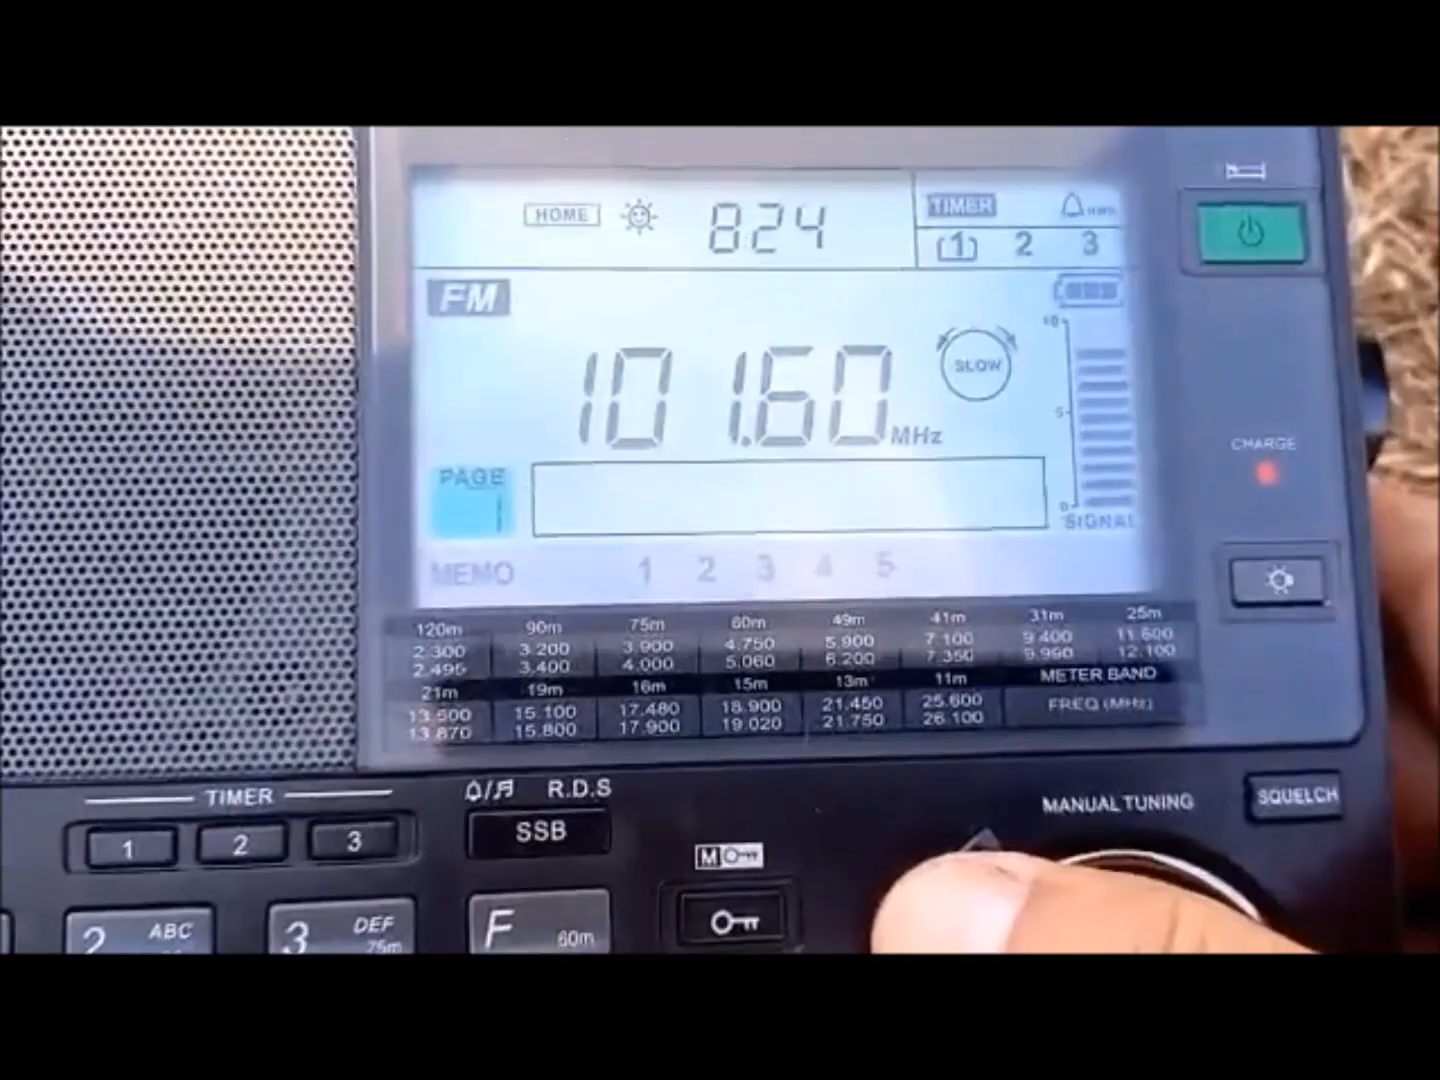 HOME 824
TIMER
1 2 3
FM
101.60 MHz
SLOW
10
5
0
SIGNAL
PAGE
1
MEMO 1 2 3 4 5
CHARGE
120m 90m 75m 60m 49m 41m 31m 25m
2.300 3.200 3.900 4.750 5.900 7.100 9.400 11.600
2.495 3.400 4.000 5.060 6.200 7.350 9.990 12.100
21m 19m 16m 15m 13m 11m METER BAND
13.500 15.100 17.480 18.900 21.450 25.600 FREQ (MHz)
13.870 15.800 17.900 19.020 21.750 26.100
TIMER
1 2 3
R.D.S
SSB
M
MANUAL TUNING
SQUELCH
2 ABC
3 DEF
75m
F 60m